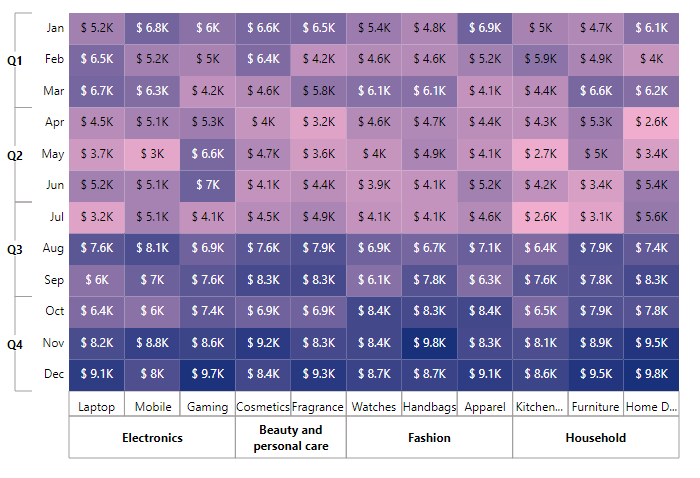 Jan $ 5.2K $ 6.8K $ 6K $ 6.6K $ 6.5K $ 5.4K $ 4.8K $ 6.9K $ 5K $ 4.7K $ 6.1K
Q1 Feb $ 6.5K $ 5.2K $ 5K $ 6.4K $ 4.2K $ 4.6K $ 4.6K $ 5.2K $ 5.9K $ 4.9K $ 4K
Mar $ 6.7K $ 6.3K $ 4.2K $ 4.6K $ 5.8K $ 6.1K $ 6.1K $ 4.1K $ 4.4K $ 6.6K $ 6.2K
Apr $ 4.5K $ 5.1K $ 5.3K $ 4K $ 3.2K $ 4.6K $ 4.7K $ 4.4K $ 4.3K $ 5.3K $ 2.6K
Q2 May $ 3.7K $ 3K $ 6.6K $ 4.7K $ 3.6K $ 4K $ 4.9K $ 4.1K $ 2.7K $ 5K $ 3.4K
Jun $ 5.2K $ 5.1K $ 7K $ 4.1K $ 4.4K $ 3.9K $ 4.1K $ 5.2K $ 4.2K $ 3.4K $ 5.4K
Jul $ 3.2K $ 5.1K $ 4.1K $ 4.5K $ 4.9K $ 4.1K $ 4.1K $ 4.6K $ 2.6K $ 3.1K $ 5.6K
Q3 Aug $ 7.6K $ 8.1K $ 6.9K $ 7.6K $ 7.9K $ 6.9K $ 6.7K $ 7.1K $ 6.4K $ 7.9K $ 7.4K
Sep $ 6K $ 7K $ 7.6K $ 8.3K $ 8.3K $ 6.1K $ 7.8K $ 6.3K $ 7.6K $ 7.8K $ 8.3K
Oct $ 6.4K $ 6K $ 7.4K $ 6.9K $ 6.9K $ 8.4K $ 8.3K $ 8.4K $ 6.5K $ 7.9K $ 7.8K
Q4 Nov $ 8.2K $ 8.8K $ 8.6K $ 9.2K $ 8.3K $ 8.4K $ 9.8K $ 8.3K $ 8.1K $ 8.9K $ 9.5K
Dec $ 9.1K $ 8K $ 9.7K $ 8.4K $ 9.3K $ 8.7K $ 8.7K $ 9.1K $ 8.6K $ 9.5K $ 9.8K
Laptop Mobile Gaming Cosmetics Fragrance Watches Handbags Apparel Kitchen... Furniture Home D...
Electronics Beauty and personal care Fashion Household